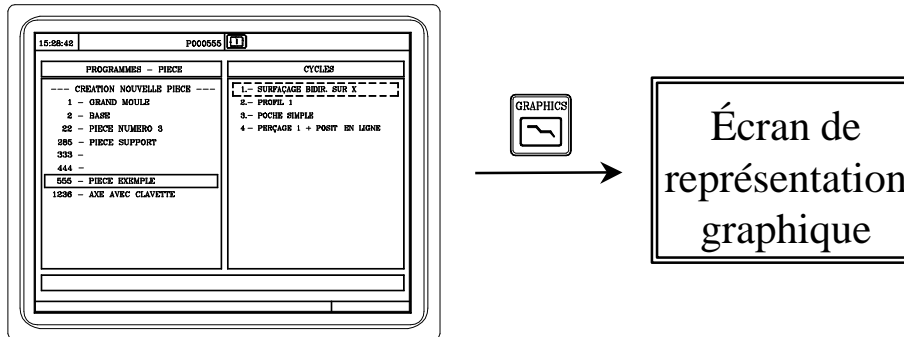 15:28:42 P000555
PROGRAMMES – PIECE
--- CREATION NOUVELLE PIECE ---
1 – GRAND MOULE
2 – BASE
22 – PIECE NUMERO 3
285 – PIECE SUPPORT
333 –
444 –
555 – PIECE EXEMPLE
1236 – AXE AVEC CLAVETTE
CYCLES
1.– SURFAÇAGE BIDIR. SUR X
2.– PROFIL 1
3.– POCHE SIMPLE
4 – PERÇAGE 1 + POSIT EN LIGNE
GRAPHICS
Écran de
représentation
graphique